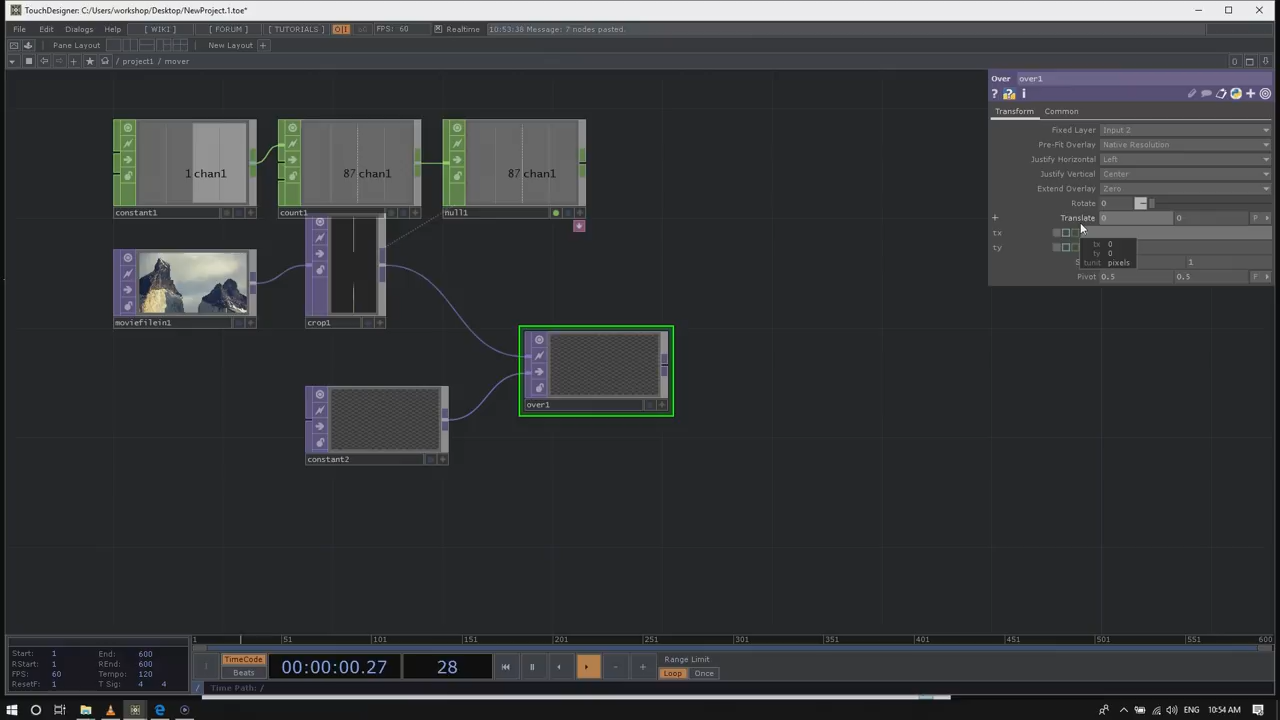 TouchDesigner: C:/Users/workshop/Desktop/NewProject.1.toe*
File Edit Dialogs Help [ WIKI ] [ FORUM ] [ TUTORIALS ] O|I FPS: 60 Realtime 10:53:38 Message: 7 nodes pasted.
Pane Layout New Layout +
/ project1 / mover 0
Over over1
? ? i
Transform Common
Fixed Layer Input 2
Pre-Fit Overlay Native Resolution
Justify Horizontal Left
Justify Vertical Center
Extend Overlay Zero
Rotate 0
+ Translate 0 0 P
tx
ty
tx 0
ty 0
tunit pixels
1
Pivot 0.5 0.5 P
1 chan1
87 chan1
87 chan1
constant1
count1
null1
moviefilein1
crop1
over1
constant2
1 51 101 201 251 301 351 401 451 501 551 600
Start: 1 End: 600
RStart: 1 REnd: 600
FPS: 60 Tempo: 120
ResetF: 1 T Sig: 4 4
TimeCode
Beats
00:00:00.27
28
Range Limit
Loop Once
/ Time Path: /
10:54 AM